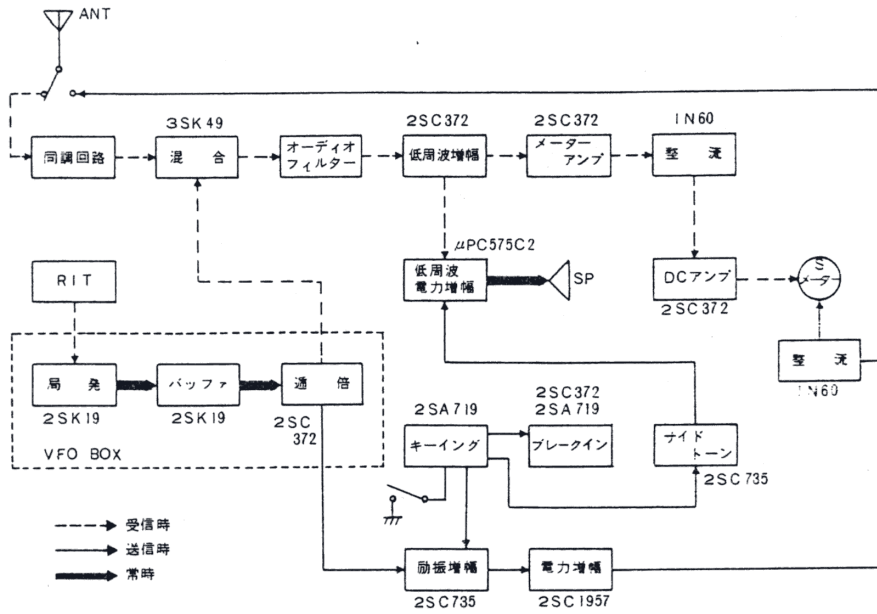 ANT
3SK49
2SC372
2SC372
1N60
同調回路
混 合
オーディオ
フィルター
低周波増幅
メーター
アンプ
整 流
μPC575C2
RIT
低周波
電力増幅
SP
DCアンプ
2SC372
S
メーター
整 流
1N60
局 発
バッファ
逓 倍
2SK19
2SK19
2SC
372
VFO BOX
2SA719
2SC372
2SA719
キーイング
ブレークイン
サイド
トーン
2SC735
受信時
送信時
常時
励振増幅
電力増幅
2SC735
2SC1957